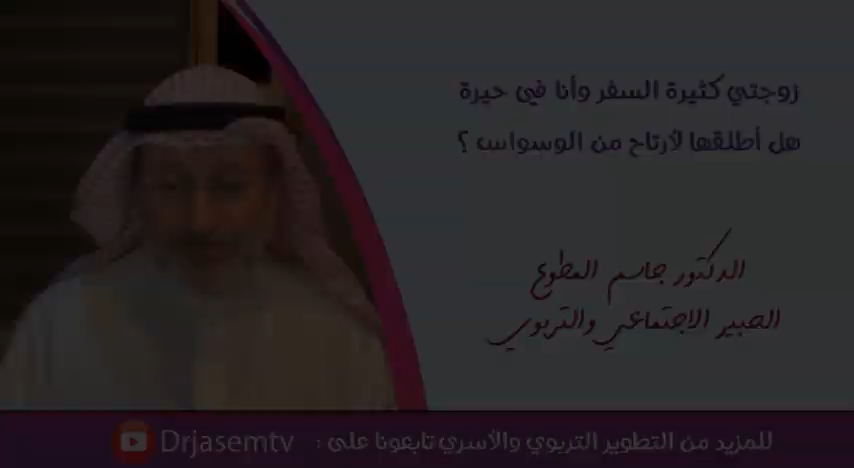 زوجتي كثيرة السفر وأنا في حيرة
هل أطلقها لأرتاح من الوسواس ؟
الدكتور جاسم المطوع
الخبير الاجتماعي والتربوي
للمزيد من التطوير التربوي والأسري تابعونا على : Drjasemtv